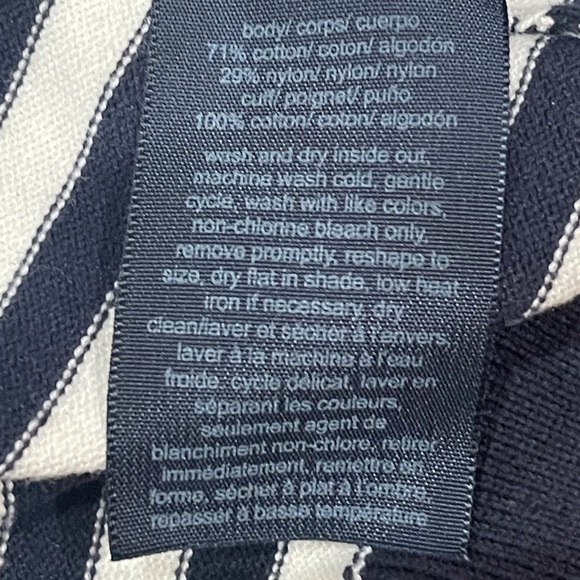 body/ corps/ cuerpo
71% cotton/ coton/ algodón
29% nylon/ nylon/ nylon
cuff/ poignet/ puño
100% cotton/ coton/ algodón
wash and dry inside out,
machine wash cold, gentle
cycle, wash with like colors,
non-chlorine bleach only,
remove promptly, reshape to
size, dry flat in shade, low heat
iron if necessary, dry
clean/laver et sécher à l'envers,
laver à la machine à l'eau
froide, cycle délicat, laver en
séparant les couleurs,
seulement agent de
blanchiment non-chlore, retirer
immédiatement, remettre en
forme, sécher à plat à l'ombre,
repasser à basse température